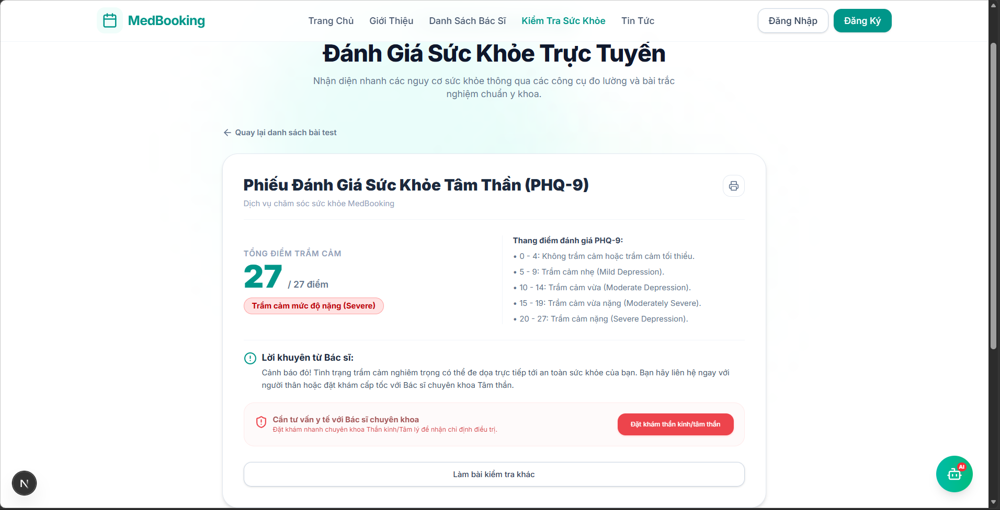 MedBooking
Trang Chủ
Giới Thiệu
Danh Sách Bác Sĩ
Kiểm Tra Sức Khỏe
Tin Tức
Đăng Nhập
Đăng Ký
Đánh Giá Sức Khỏe Trực Tuyến
Nhận diện nhanh các nguy cơ sức khỏe thông qua các công cụ đo lường và bài trắc
nghiệm chuẩn y khoa.
Quay lại danh sách bài test
Phiếu Đánh Giá Sức Khỏe Tâm Thần (PHQ-9)
Dịch vụ chăm sóc sức khỏe MedBooking
TỔNG ĐIỂM TRẦM CẢM
27 / 27 điểm
Trầm cảm mức độ nặng (Severe)
Thang điểm đánh giá PHQ-9:
• 0 - 4: Không trầm cảm hoặc trầm cảm tối thiểu.
• 5 - 9: Trầm cảm nhẹ (Mild Depression).
• 10 - 14: Trầm cảm vừa (Moderate Depression).
• 15 - 19: Trầm cảm vừa nặng (Moderately Severe).
• 20 - 27: Trầm cảm nặng (Severe Depression).
Lời khuyên từ Bác sĩ:
Cảnh báo đỏ! Tình trạng trầm cảm nghiêm trọng có thể đe dọa trực tiếp tới an toàn sức khỏe của bạn. Bạn hãy liên hệ ngay với
người thân hoặc đặt khám cấp tốc với Bác sĩ chuyên khoa Tâm thần.
Cần tư vấn y tế với Bác sĩ chuyên khoa
Đặt khám nhanh chuyên khoa Thần kinh/Tâm lý để nhận chỉ định điều trị.
Đặt khám thần kinh/tâm thần
Làm bài kiểm tra khác
N
AI